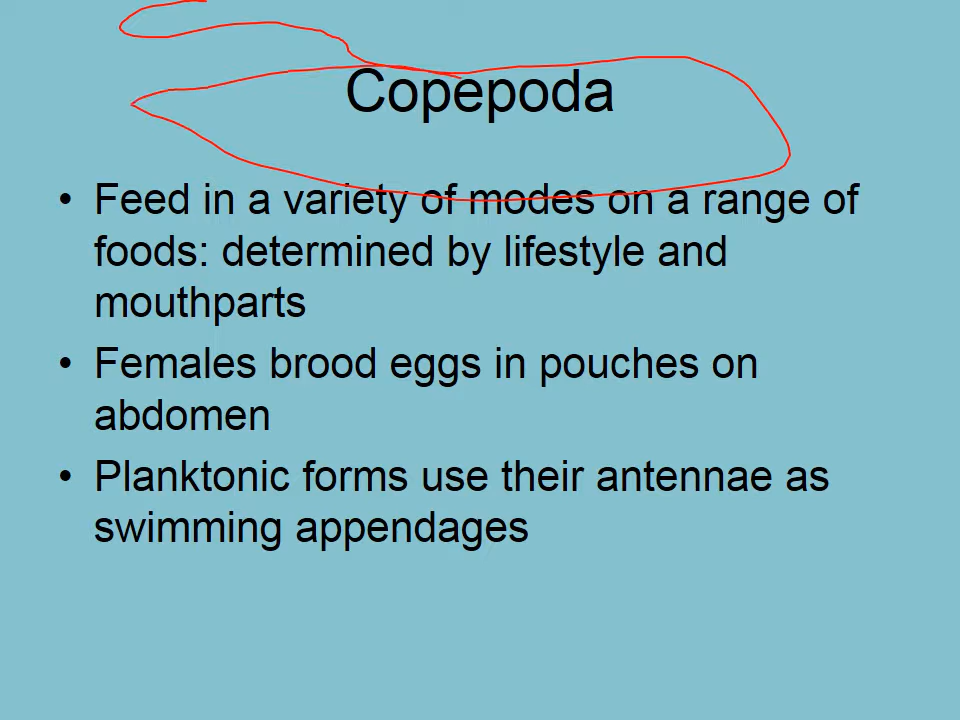 Copepoda
• Feed in a variety of modes on a range of
foods: determined by lifestyle and
mouthparts
• Females brood eggs in pouches on
abdomen
• Planktonic forms use their antennae as
swimming appendages